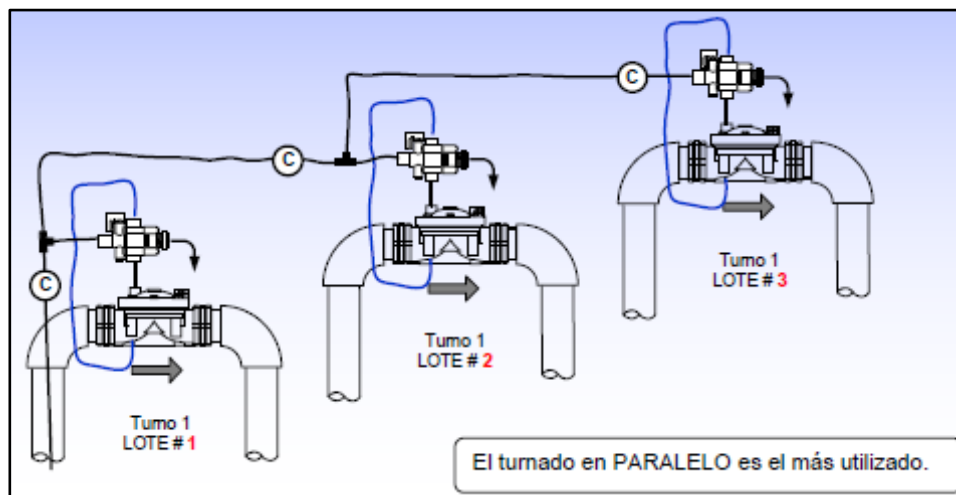 C
C
C
Turno 1
LOTE # 3
Turno 1
LOTE # 2
Turno 1
LOTE # 1
El turnado en PARALELO es el más utilizado.